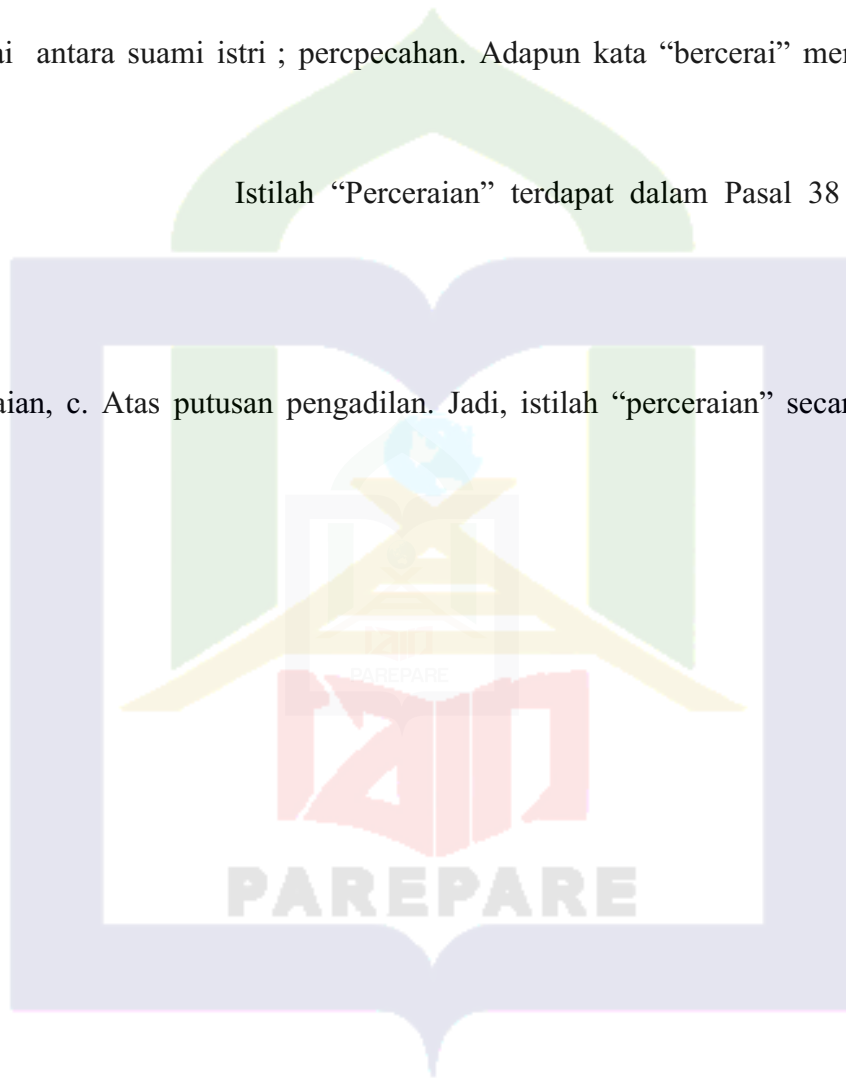 ai antara suami istri ; percpecahan. Adapun kata “bercerai” mer
Istilah “Perceraian” terdapat dalam Pasal 38
aian, c. Atas putusan pengadilan. Jadi, istilah “perceraian” secar
PAREPARE
PAREPARE